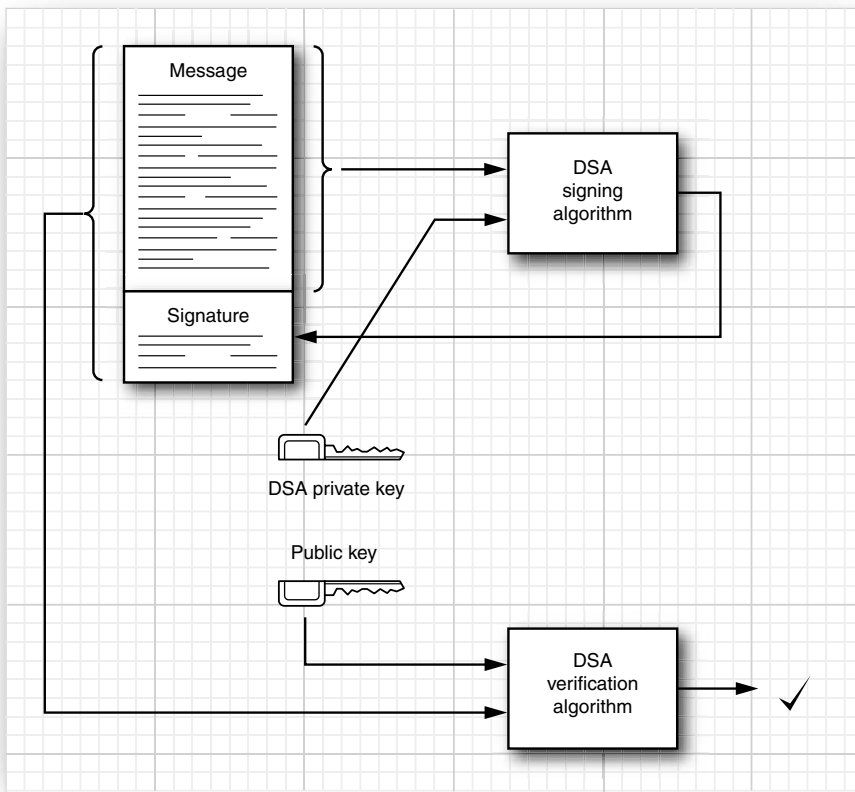 Message
DSA
signing
algorithm
Signature
DSA private key
Public key
DSA
verification
algorithm